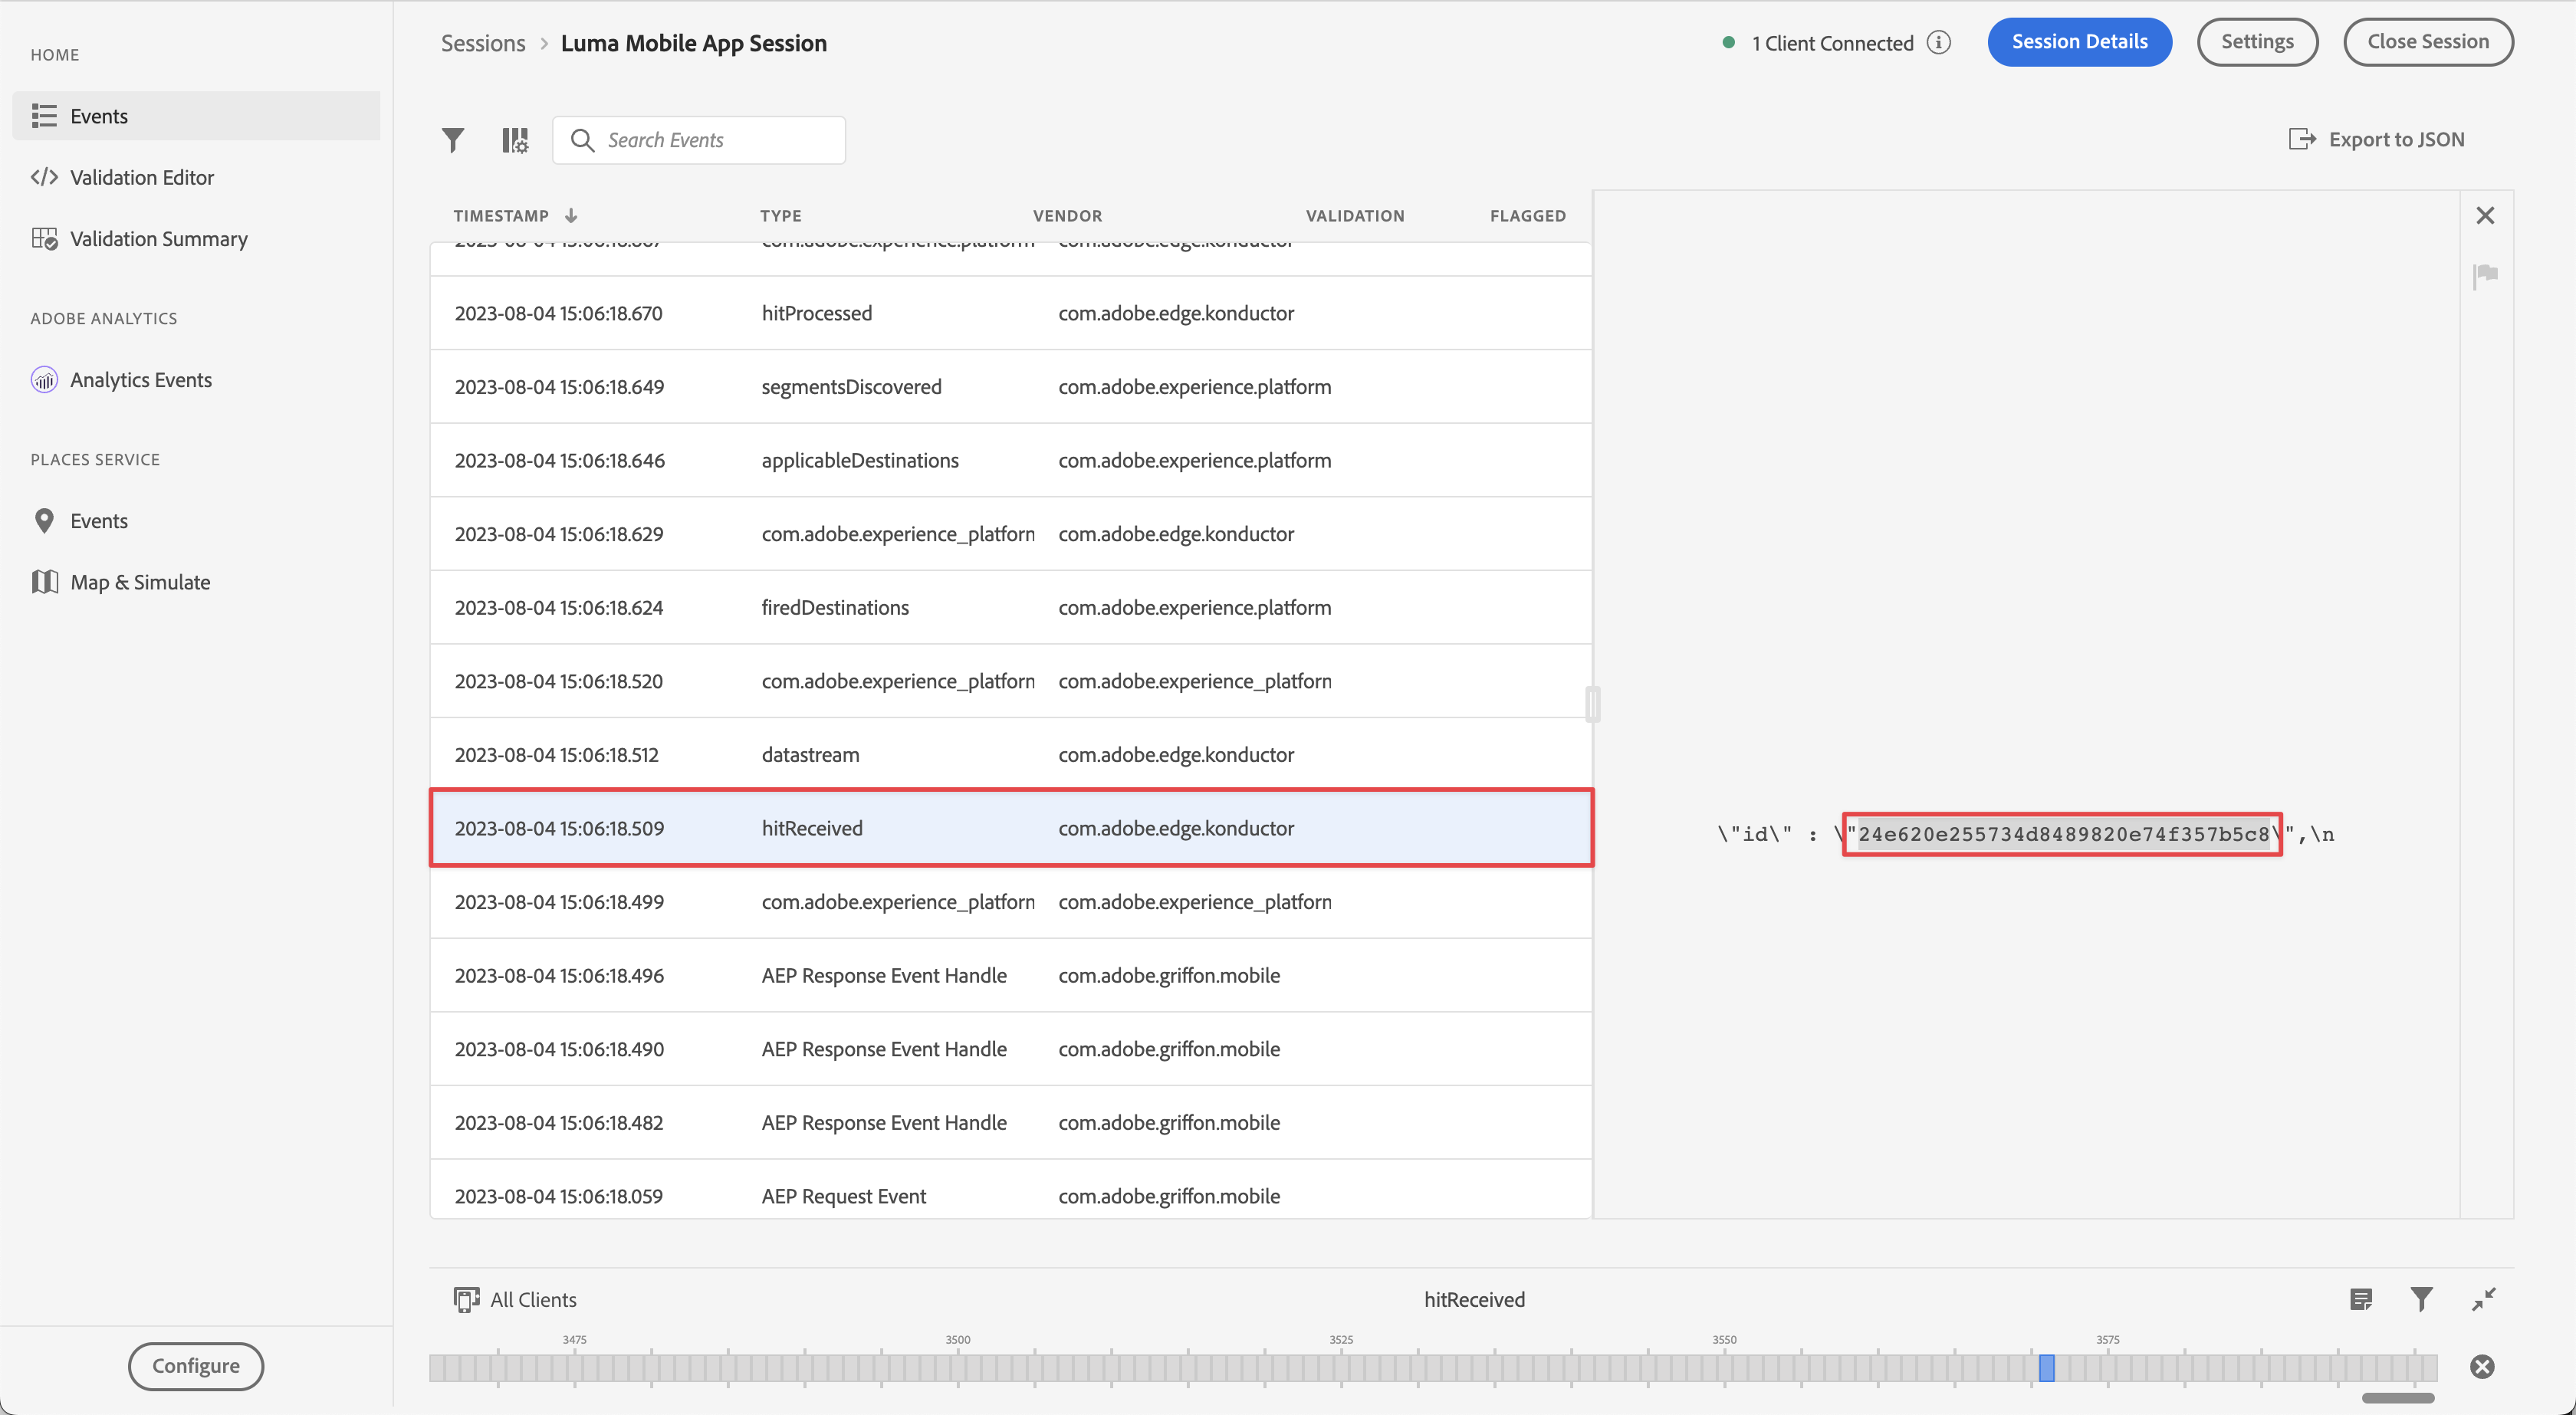 HOME
Events
Validation Editor
Validation Summary
ADOBE ANALYTICS
Analytics Events
PLACES SERVICE
Events
Map & Simulate
Configure
Sessions > Luma Mobile App Session
1 Client Connected
Session Details
Settings
Close Session
Search Events
Export to JSON
TIMESTAMP TYPE VENDOR VALIDATION FLAGGED
2023-08-04 15:06:18.670 hitProcessed com.adobe.edge.konductor
2023-08-04 15:06:18.649 segmentsDiscovered com.adobe.experience.platform
2023-08-04 15:06:18.646 applicableDestinations com.adobe.experience.platform
2023-08-04 15:06:18.629 com.adobe.experience_platforn com.adobe.edge.konductor
2023-08-04 15:06:18.624 firedDestinations com.adobe.experience.platform
2023-08-04 15:06:18.520 com.adobe.experience_platforn com.adobe.experience_platforn
2023-08-04 15:06:18.512 datastream com.adobe.edge.konductor
2023-08-04 15:06:18.509 hitReceived com.adobe.edge.konductor
2023-08-04 15:06:18.499 com.adobe.experience_platforn com.adobe.experience_platforn
2023-08-04 15:06:18.496 AEP Response Event Handle com.adobe.griffon.mobile
2023-08-04 15:06:18.490 AEP Response Event Handle com.adobe.griffon.mobile
2023-08-04 15:06:18.482 AEP Response Event Handle com.adobe.griffon.mobile
2023-08-04 15:06:18.059 AEP Request Event com.adobe.griffon.mobile
\"id\" : \"24e620e255734d8489820e74f357b5c8\",\n
All Clients
hitReceived
3475 3500 3525 3550 3575